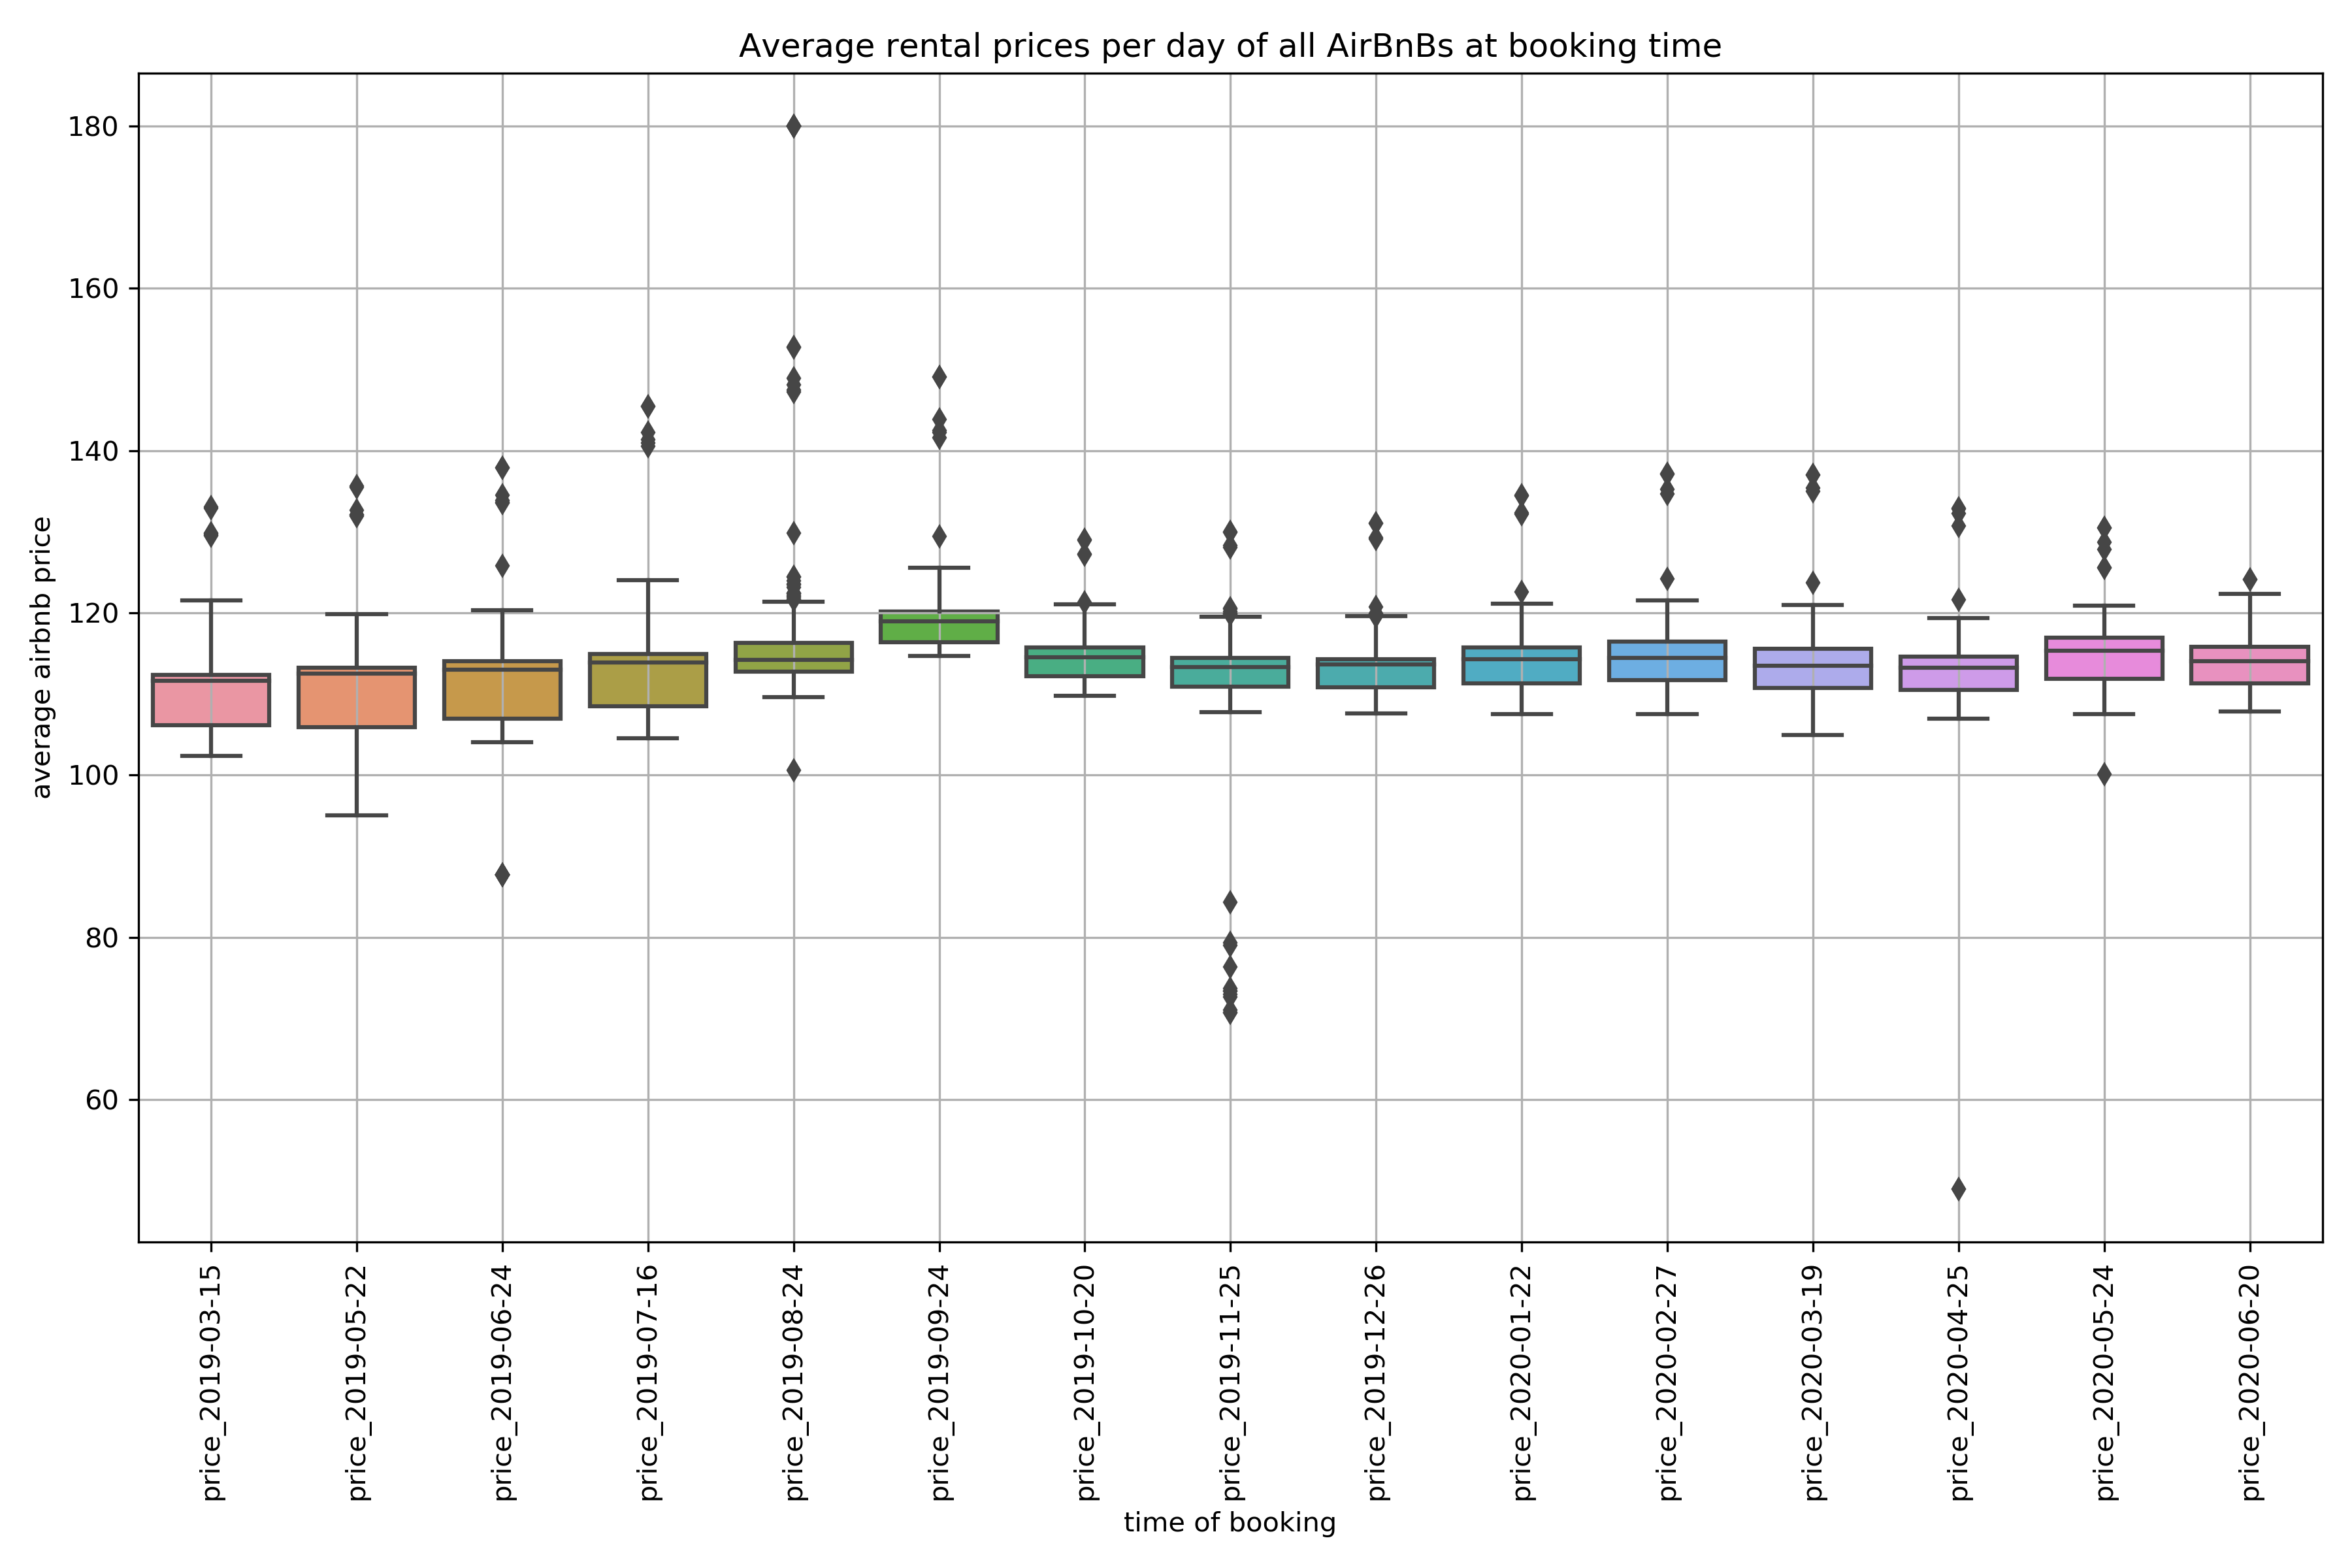 Average rental prices per day of all AirBnBs at booking time
average airbnb price
180
160
140
120
100
80
60
price_2019-03-15
price_2019-05-22
price_2019-06-24
price_2019-07-16
price_2019-08-24
price_2019-09-24
price_2019-10-20
price_2019-11-25
price_2019-12-26
price_2020-01-22
price_2020-02-27
price_2020-03-19
price_2020-04-25
price_2020-05-24
price_2020-06-20
time of booking